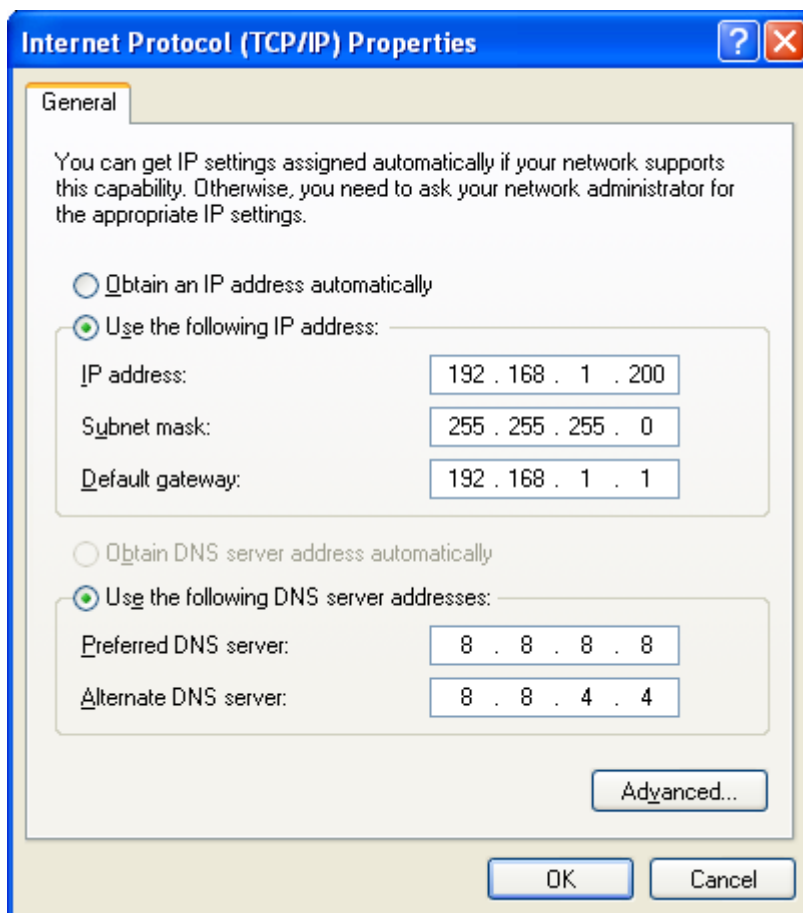 Internet Protocol (TCP/IP) Properties
General
You can get IP settings assigned automatically if your network supports
this capability. Otherwise, you need to ask your network administrator for
the appropriate IP settings.
Obtain an IP address automatically
Use the following IP address:
IP address: 192 . 168 . 1 . 200
Subnet mask: 255 . 255 . 255 . 0
Default gateway: 192 . 168 . 1 . 1
Obtain DNS server address automatically
Use the following DNS server addresses:
Preferred DNS server: 8 . 8 . 8 . 8
Alternate DNS server: 8 . 8 . 4 . 4
Advanced...
OK Cancel